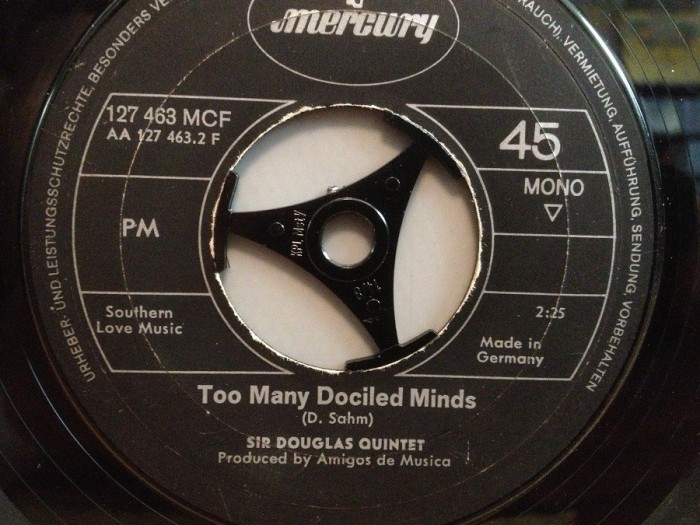 mercury
127 463 MCF
AA 127 463.2 F
45
MONO
PM
Southern
Love Music
2:25
Made in
Germany
Too Many Dociled Minds
(D. Sahm)
SIR DOUGLAS QUINTET
Produced by Amigos de Musica
URHEBER- UND LEISTUNGSSCHUTZRECHTE, BESONDERS
RAUCH), VERMIETUNG, AUFFÜHRUNG, SENDUNG VORBEHALTEN